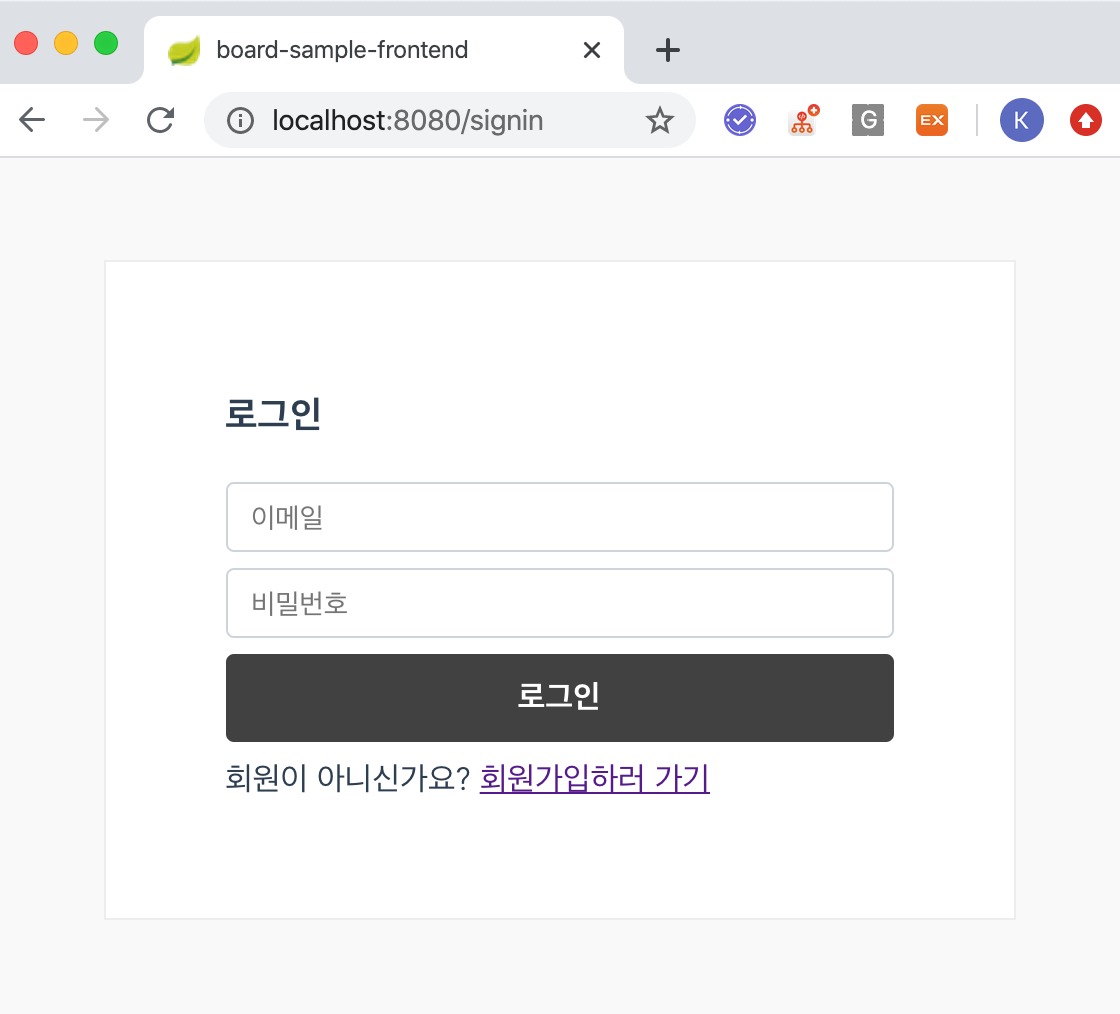 board-sample-frontend
localhost:8080/signin
G
EX
K
로그인
이메일
비밀번호
로그인
회원이 아니신가요? 회원가입하러 가기